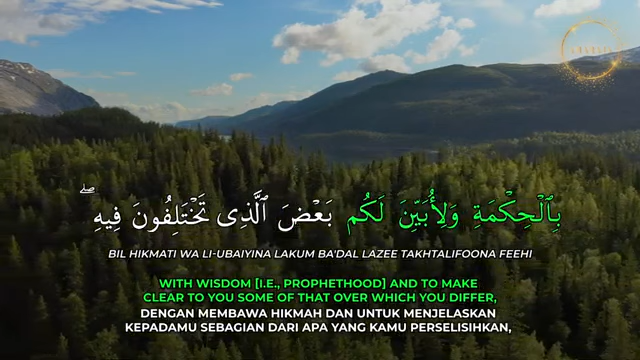 بِٱلْحِكْمَةِ وَلِأُبَيِّنَ لَكُم بَعْضَ ٱلَّذِى تَخْتَلِفُونَ فِيهِ ۖ
BIL HIKMATI WA LI-UBAIYINA LAKUM BA'DAL LAZEE TAKHTALIFOONA FEEHI
WITH WISDOM [I.E., PROPHETHOOD] AND TO MAKE
CLEAR TO YOU SOME OF THAT OVER WHICH YOU DIFFER,
DENGAN MEMBAWA HIKMAH DAN UNTUK MENJELASKAN
KEPADAMU SEBAGIAN DARI APA YANG KAMU PERSELISIHKAN,